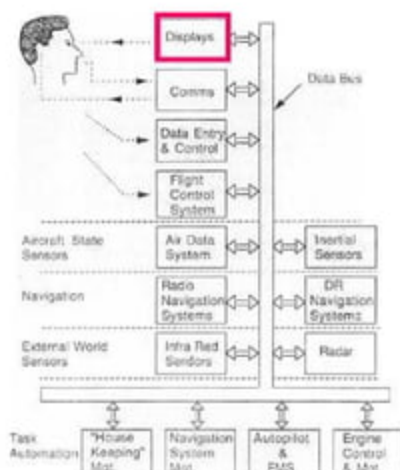 Displays
Data Bus
Comms
Data Entry
& Control
Flight
Control
System
Aircraft State
Sensors
Air Data
System
Inertial
Sensors
Navigation
Radio
Navigation
Systems
DR
Navigation
Systems
External World
Sensors
Infra Red
Sensors
Radar
Task
Automation
"House
Keeping"
Mgt
Navigation
System
Mgt
Autopilot
&
FMS
Engine
Control
& Mgt